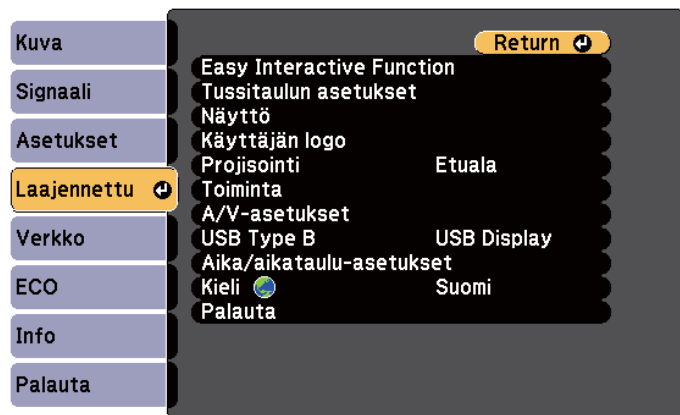 Kuva
Signaali
Asetukset
Laajennettu
Verkko
ECO
Info
Palauta
Return
Easy Interactive Function
Tussitaulun asetukset
Näyttö
Käyttäjän logo
Projisointi Etuala
Toiminta
A/V-asetukset
USB Type B USB Display
Aika/aikataulu-asetukset
Kieli Suomi
Palauta